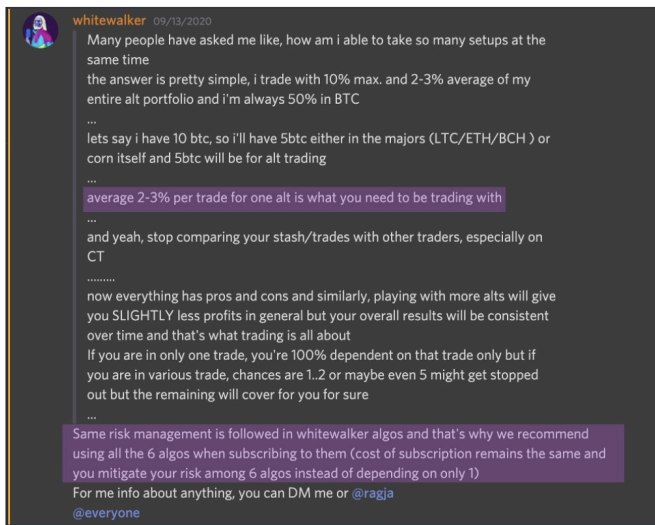 whitewalker 09/13/2020
Many people have asked me like, how am i able to take so many setups at the
same time
the answer is pretty simple, i trade with 10% max. and 2-3% average of my
entire alt portfolio and i'm always 50% in BTC
...
lets say i have 10 btc, so i'll have 5btc either in the majors (LTC/ETH/BCH ) or
corn itself and 5btc will be for alt trading
...
average 2-3% per trade for one alt is what you need to be trading with
...
and yeah, stop comparing your stash/trades with other traders, especially on
CT
.........
now everything has pros and cons and similarly, playing with more alts will give
you SLIGHTLY less profits in general but your overall results will be consistent
over time and that's what trading is all about
If you are in only one trade, you're 100% dependent on that trade only but if
you are in various trade, chances are 1..2 or maybe even 5 might get stopped
out but the remaining will cover for you for sure
...
Same risk management is followed in whitewalker algos and that's why we recommend
using all the 6 algos when subscribing to them (cost of subscription remains the same and
you mitigate your risk among 6 algos instead of depending on only 1)
For me info about anything, you can DM me or @ragja
@everyone